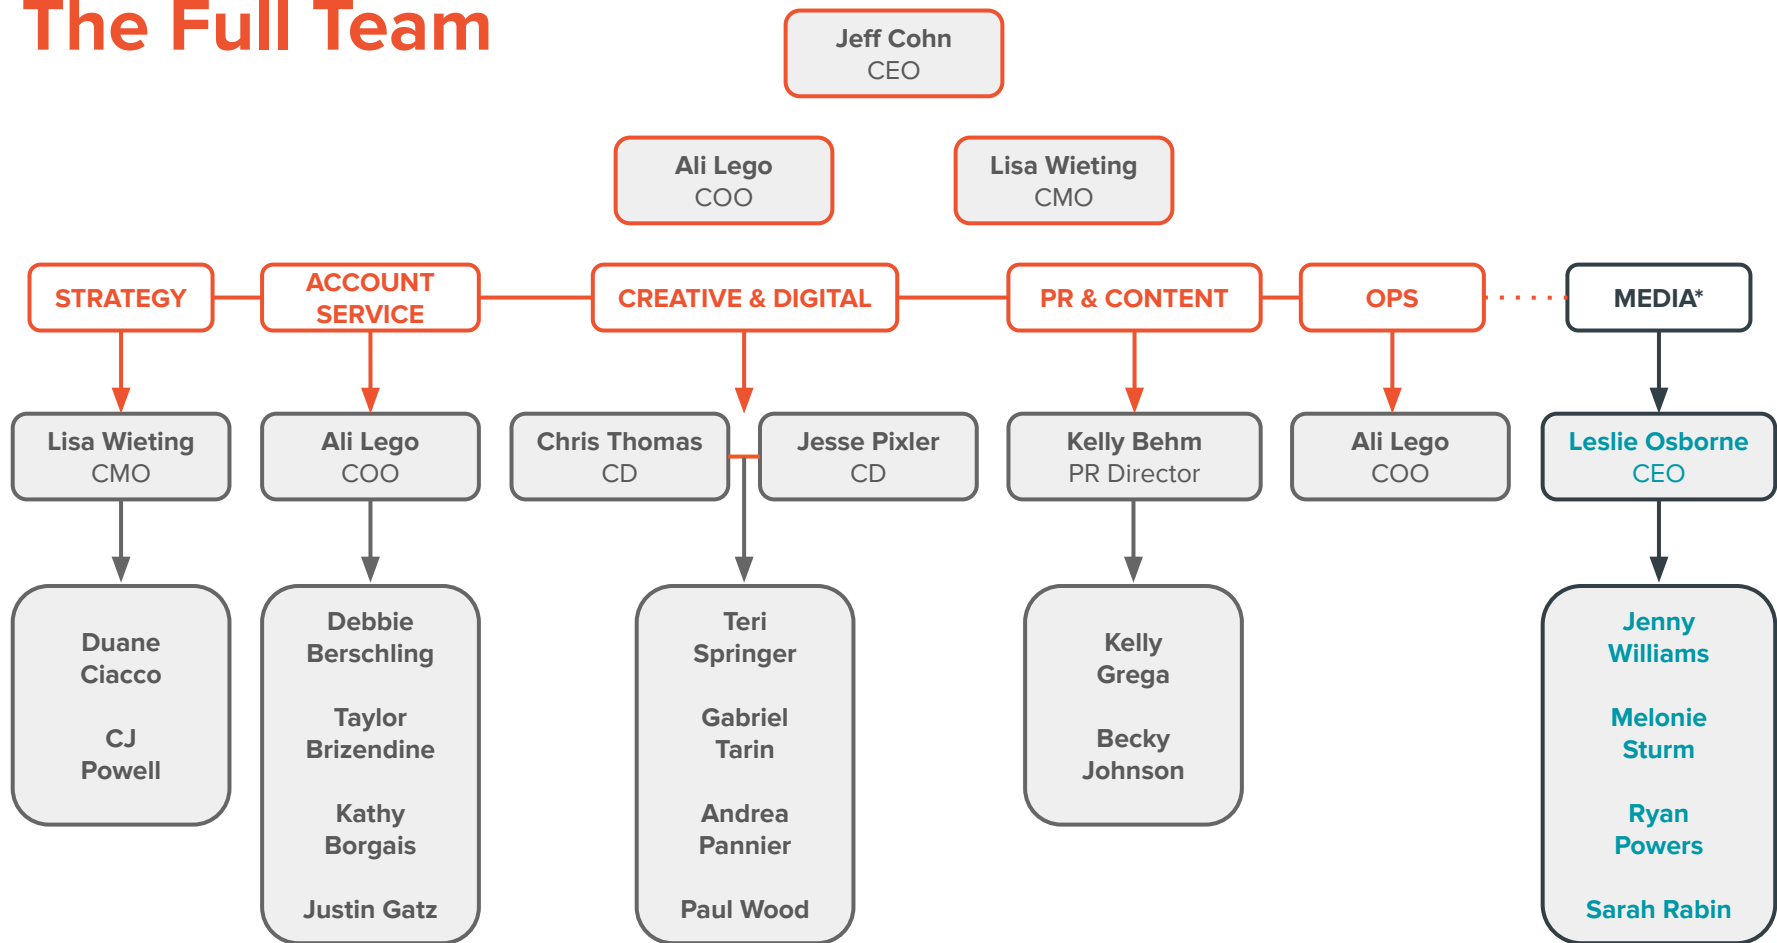 The Full Team
Jeff Cohn
CEO
Ali Lego
COO
Lisa Wieting
CMO
STRATEGY
ACCOUNT
SERVICE
CREATIVE & DIGITAL
PR & CONTENT
OPS
MEDIA*
Lisa Wieting
CMO
Ali Lego
COO
Chris Thomas
CD
Jesse Pixler
CD
Kelly Behm
PR Director
Ali Lego
COO
Leslie Osborne
CEO
Duane
Ciacco
CJ
Powell
Debbie
Berschling
Taylor
Brizendine
Kathy
Borgais
Justin Gatz
Teri
Springer
Gabriel
Tarin
Andrea
Pannier
Paul Wood
Kelly
Grega
Becky
Johnson
Jenny
Williams
Melonie
Sturm
Ryan
Powers
Sarah Rabin